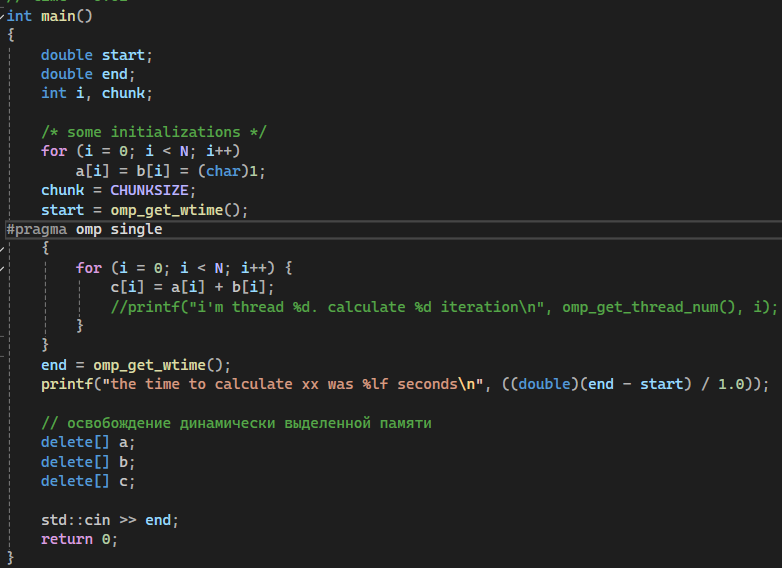 int main()
{
    double start;
    double end;
    int i, chunk;

    /* some initializations */
    for (i = 0; i < N; i++)
        a[i] = b[i] = (char)1;
    chunk = CHUNKSIZE;
    start = omp_get_wtime();
#pragma omp single
    {
        for (i = 0; i < N; i++) {
            c[i] = a[i] + b[i];
            //printf("i'm thread %d. calculate %d iteration\n", omp_get_thread_num(), i);
        }
    }
    end = omp_get_wtime();
    printf("the time to calculate xx was %lf seconds\n", ((double)(end - start) / 1.0));

    // освобождение динамически выделенной памяти
    delete[] a;
    delete[] b;
    delete[] c;

    std::cin >> end;
    return 0;
}